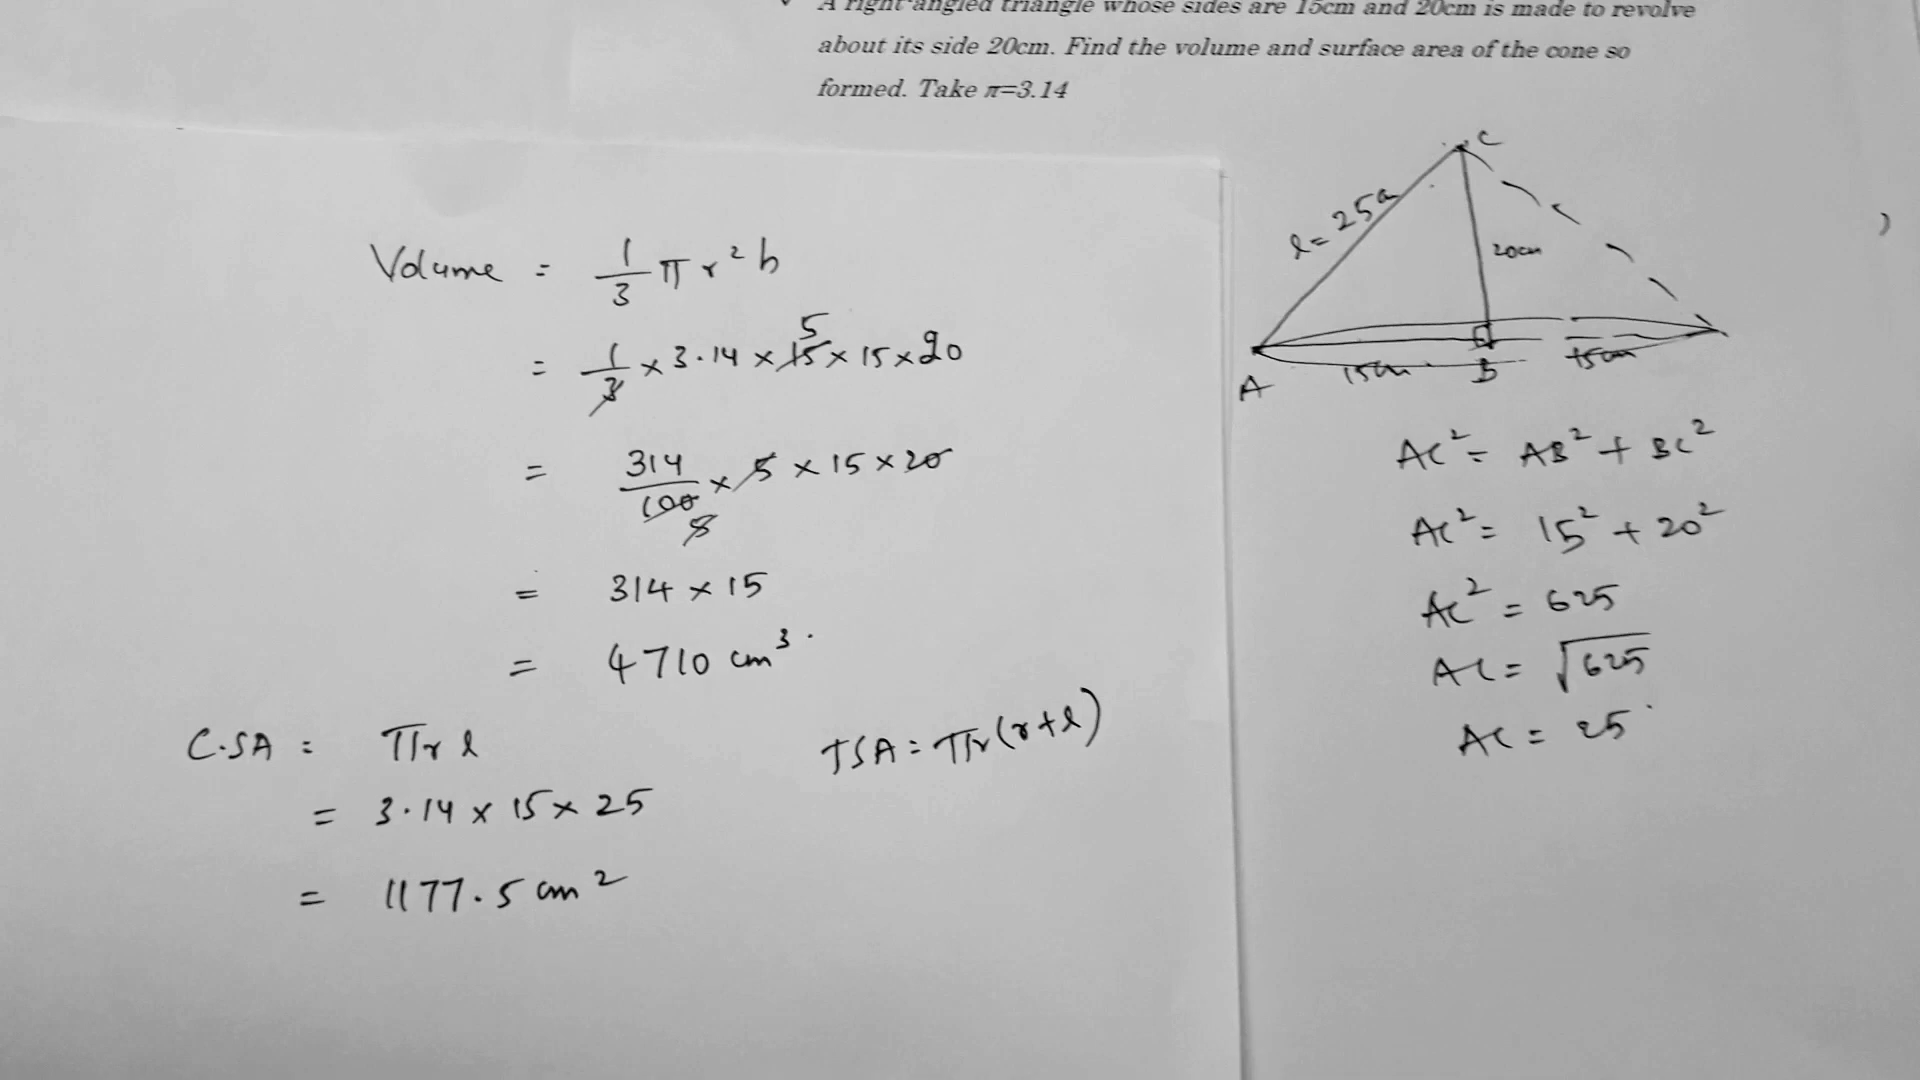 A right angled triangle whose sides are 15cm and 20cm is made to revolve
about its side 20cm. Find the volume and surface area of the cone so
formed. Take π=3.14
C
l = 25
20cm
A
15cm
B
15cm
Volume = 1/3 π r² h
= 1/3 × 3.14 × 15 × 15 × 20
5
= 314/100 × 5 × 15 × 20
5
= 314 × 15
= 4710 cm³.
C.SA = πr l
= 3.14 × 15 × 25
= 1177.5 cm²
TSA = πr(r+l)
AC² = AB² + BC²
AC² = 15² + 20²
AC² = 625
AC = √625
AC = 25